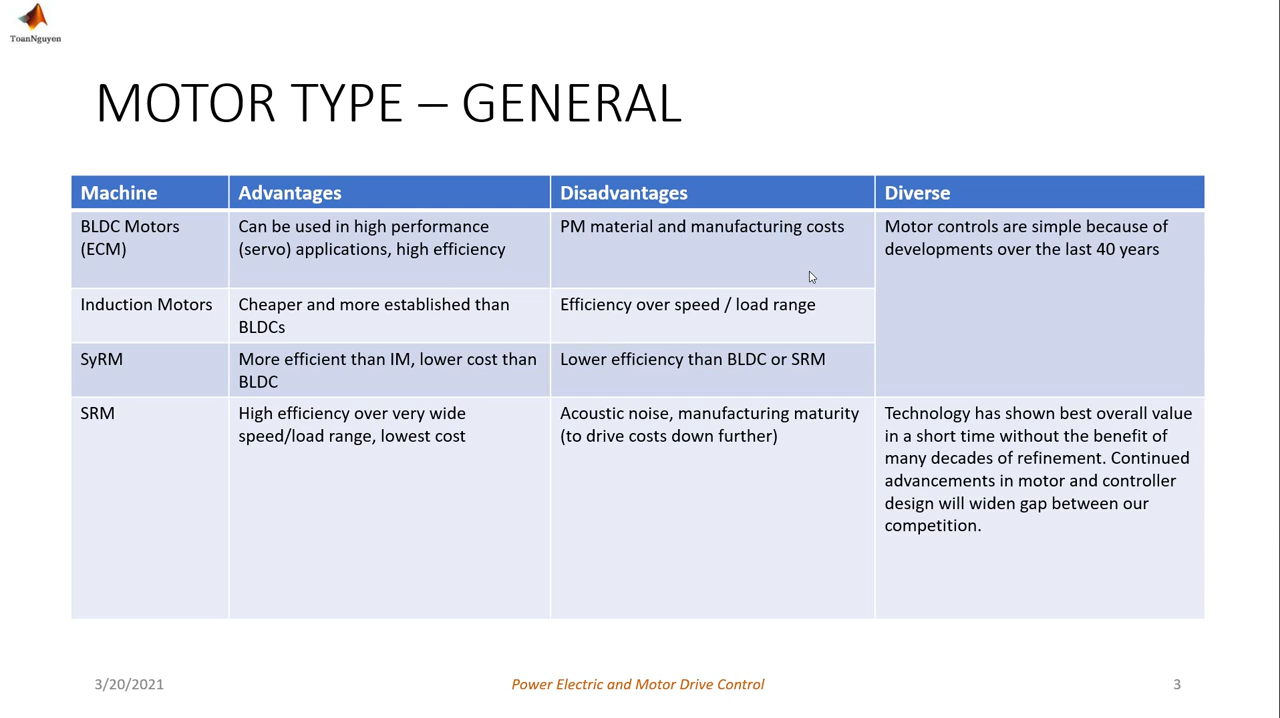 ToanNguyen
MOTOR TYPE – GENERAL
Machine
Advantages
Disadvantages
Diverse
BLDC Motors
(ECM)
Can be used in high performance
(servo) applications, high efficiency
PM material and manufacturing costs
Motor controls are simple because of
developments over the last 40 years
Induction Motors
Cheaper and more established than
BLDCs
Efficiency over speed / load range
SyRM
More efficient than IM, lower cost than
BLDC
Lower efficiency than BLDC or SRM
SRM
High efficiency over very wide
speed/load range, lowest cost
Acoustic noise, manufacturing maturity
(to drive costs down further)
Technology has shown best overall value
in a short time without the benefit of
many decades of refinement. Continued
advancements in motor and controller
design will widen gap between our
competition.
3/20/2021
Power Electric and Motor Drive Control
3